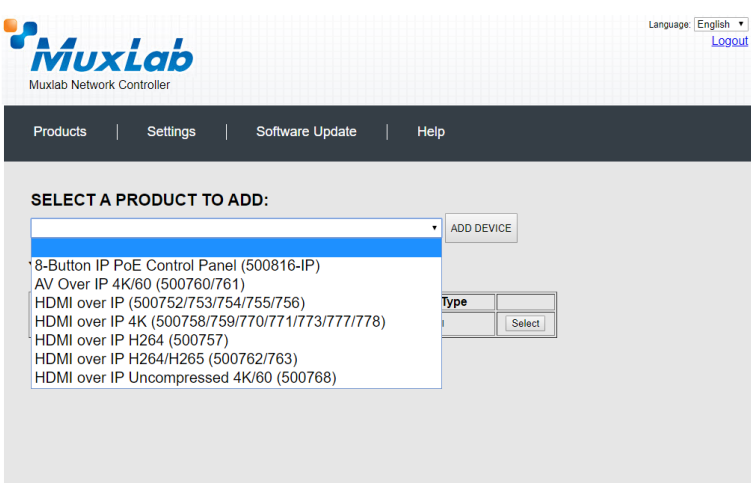 Language: English
Logout
MuxLab
Muxlab Network Controller
Products | Settings | Software Update | Help
SELECT A PRODUCT TO ADD:
ADD DEVICE
8-Button IP PoE Control Panel (500816-IP)
AV Over IP 4K/60 (500760/761)
HDMI over IP (500752/753/754/755/756)
Type
HDMI over IP 4K (500758/759/770/771/773/777/778)
Select
HDMI over IP H264 (500757)
HDMI over IP H264/H265 (500762/763)
HDMI over IP Uncompressed 4K/60 (500768)